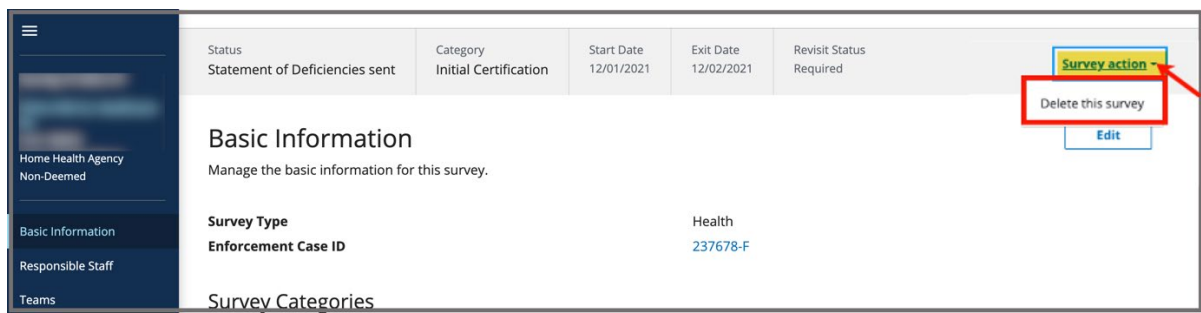 Status
Statement of Deficiencies sent
Category
Initial Certification
Start Date
12/01/2021
Exit Date
12/02/2021
Revisit Status
Required
Survey action
Delete this survey
Edit
Home Health Agency
Non-Deemed
Basic Information
Responsible Staff
Teams
Basic Information
Manage the basic information for this survey.
Survey Type Health
Enforcement Case ID 237678-F
Survey Categories